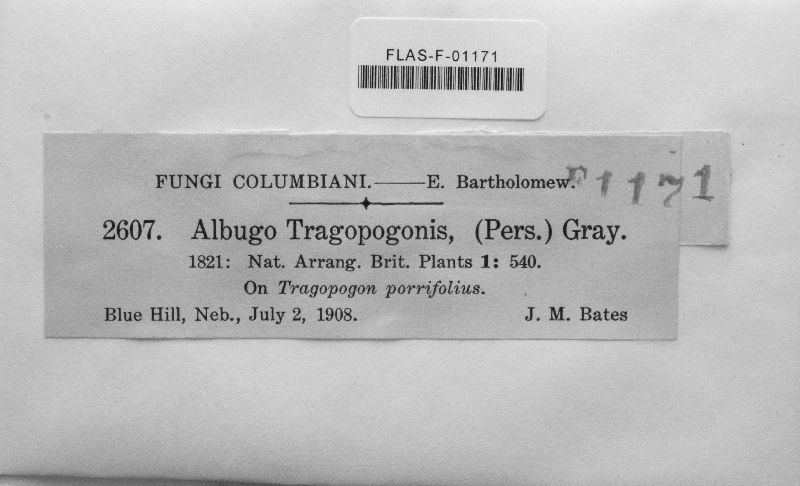 FLAS-F-01171
FUNGI COLUMBIANI.——E. Bartholomew.
F1171
2607. Albugo Tragopogonis, (Pers.) Gray.
1821: Nat. Arrang. Brit. Plants 1: 540.
On Tragopogon porrifolius.
Blue Hill, Neb., July 2, 1908. J. M. Bates